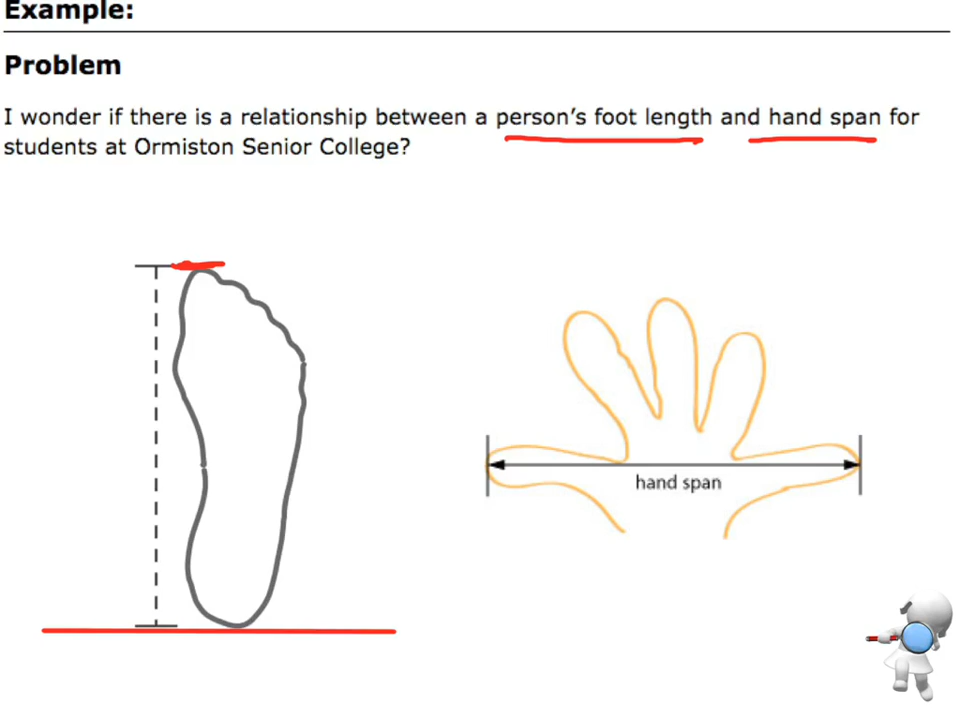 Example:
Problem
I wonder if there is a relationship between a person's foot length and hand span for
students at Ormiston Senior College?
hand span